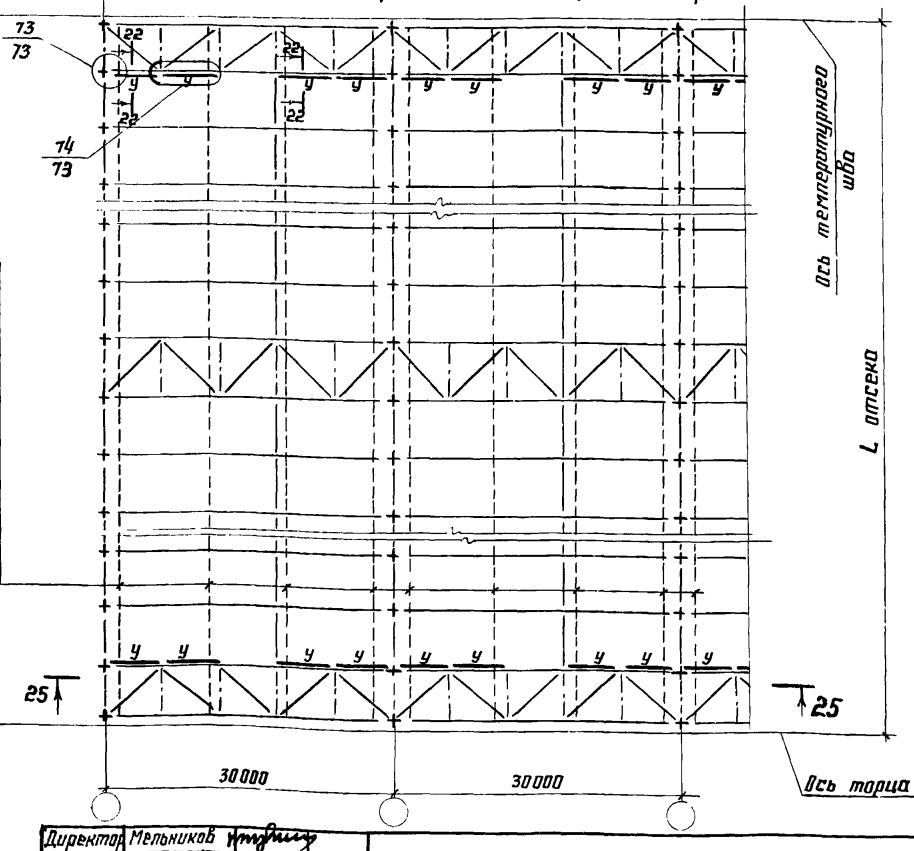 73
73
22
22
у у у у у у у у у
22
22
74
73
Ось температурного
шва
L отсека
у у у у у у у у у
25
25
30000
30000
Ось торца
Директор Мельников